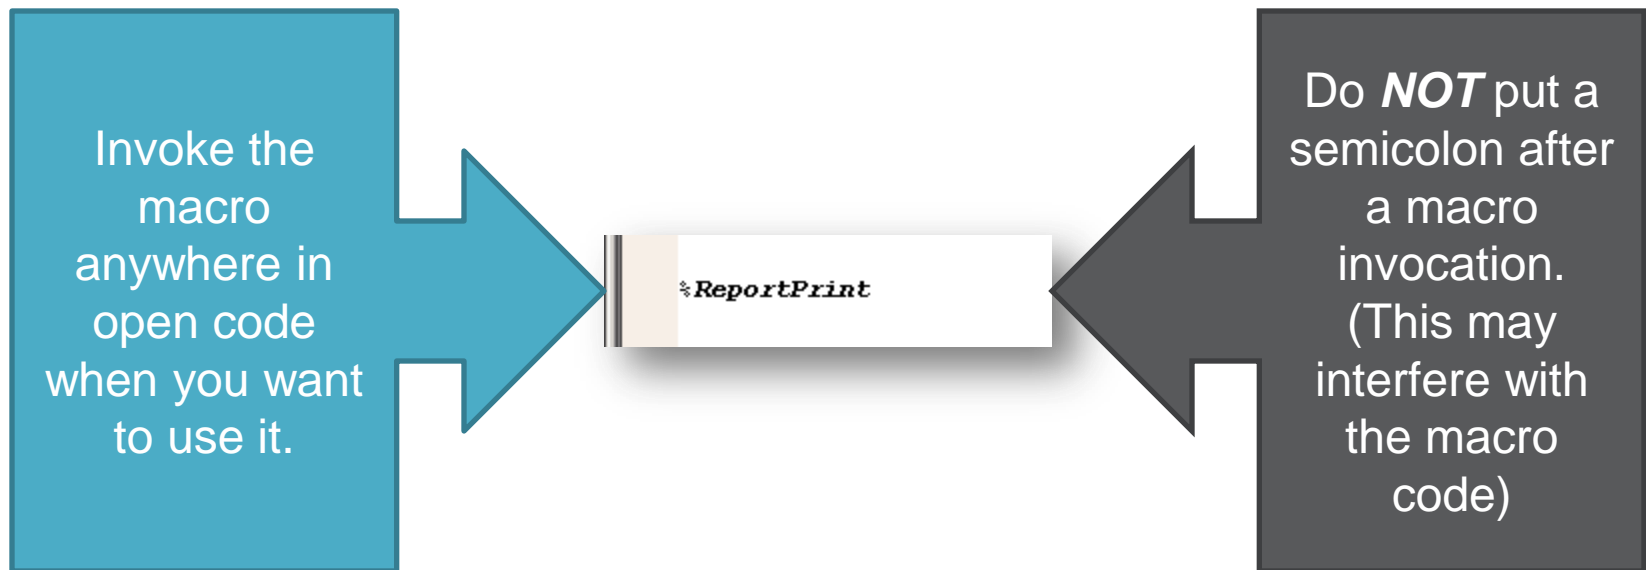 Invoke the
macro
anywhere in
open code
when you want
to use it.
%ReportPrint
Do NOT put a
semicolon after
a macro
invocation.
(This may
interfere with
the macro
code)